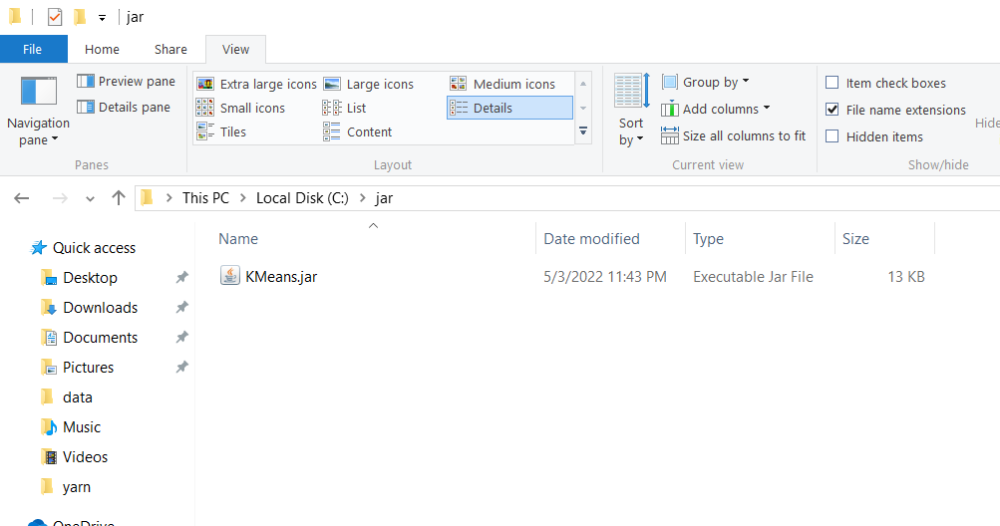 jar
File Home Share View
Navigation pane
Preview pane
Details pane
Panes
Extra large icons Large icons Medium icons
Small icons List Details
Tiles Content
Layout
Sort by
Group by
Add columns
Size all columns to fit
Current view
Item check boxes
File name extensions
Hidden items
Hide
Show/hide
This PC Local Disk (C:) jar
Name Date modified Type Size
KMeans.jar 5/3/2022 11:43 PM Executable Jar File 13 KB
Quick access
Desktop
Downloads
Documents
Pictures
data
Music
Videos
yarn
OneDrive